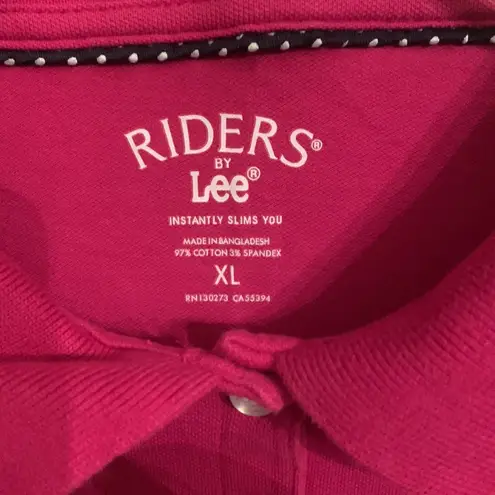 RIDERS®
BY
Lee®
INSTANTLY SLIMS YOU
MADE IN BANGLADESH
97% COTTON 3% SPANDEX
XL
RN130273 CA55394